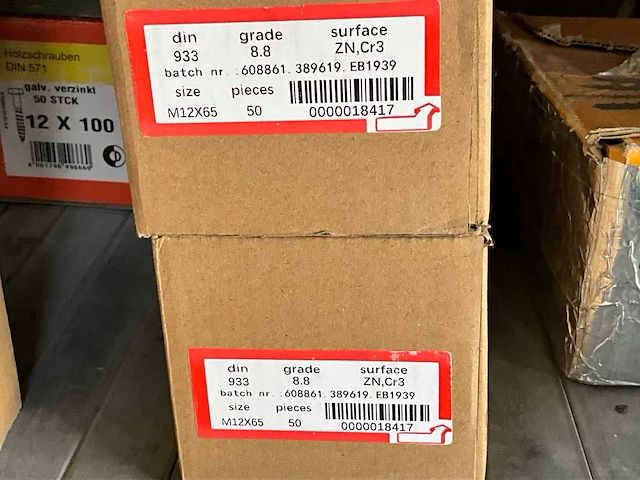 Holzschrauben
DIN 571
galv. verzinkt
50 STCK
12 X 100
din grade surface
933 8.8 ZN,Cr3
batch nr. :608861. 389619. EB1939
size pieces
M12X65 50 0000018417
din grade surface
933 8.8 ZN,Cr3
batch nr. :608861. 389619. EB1939
size pieces
M12X65 50 0000018417